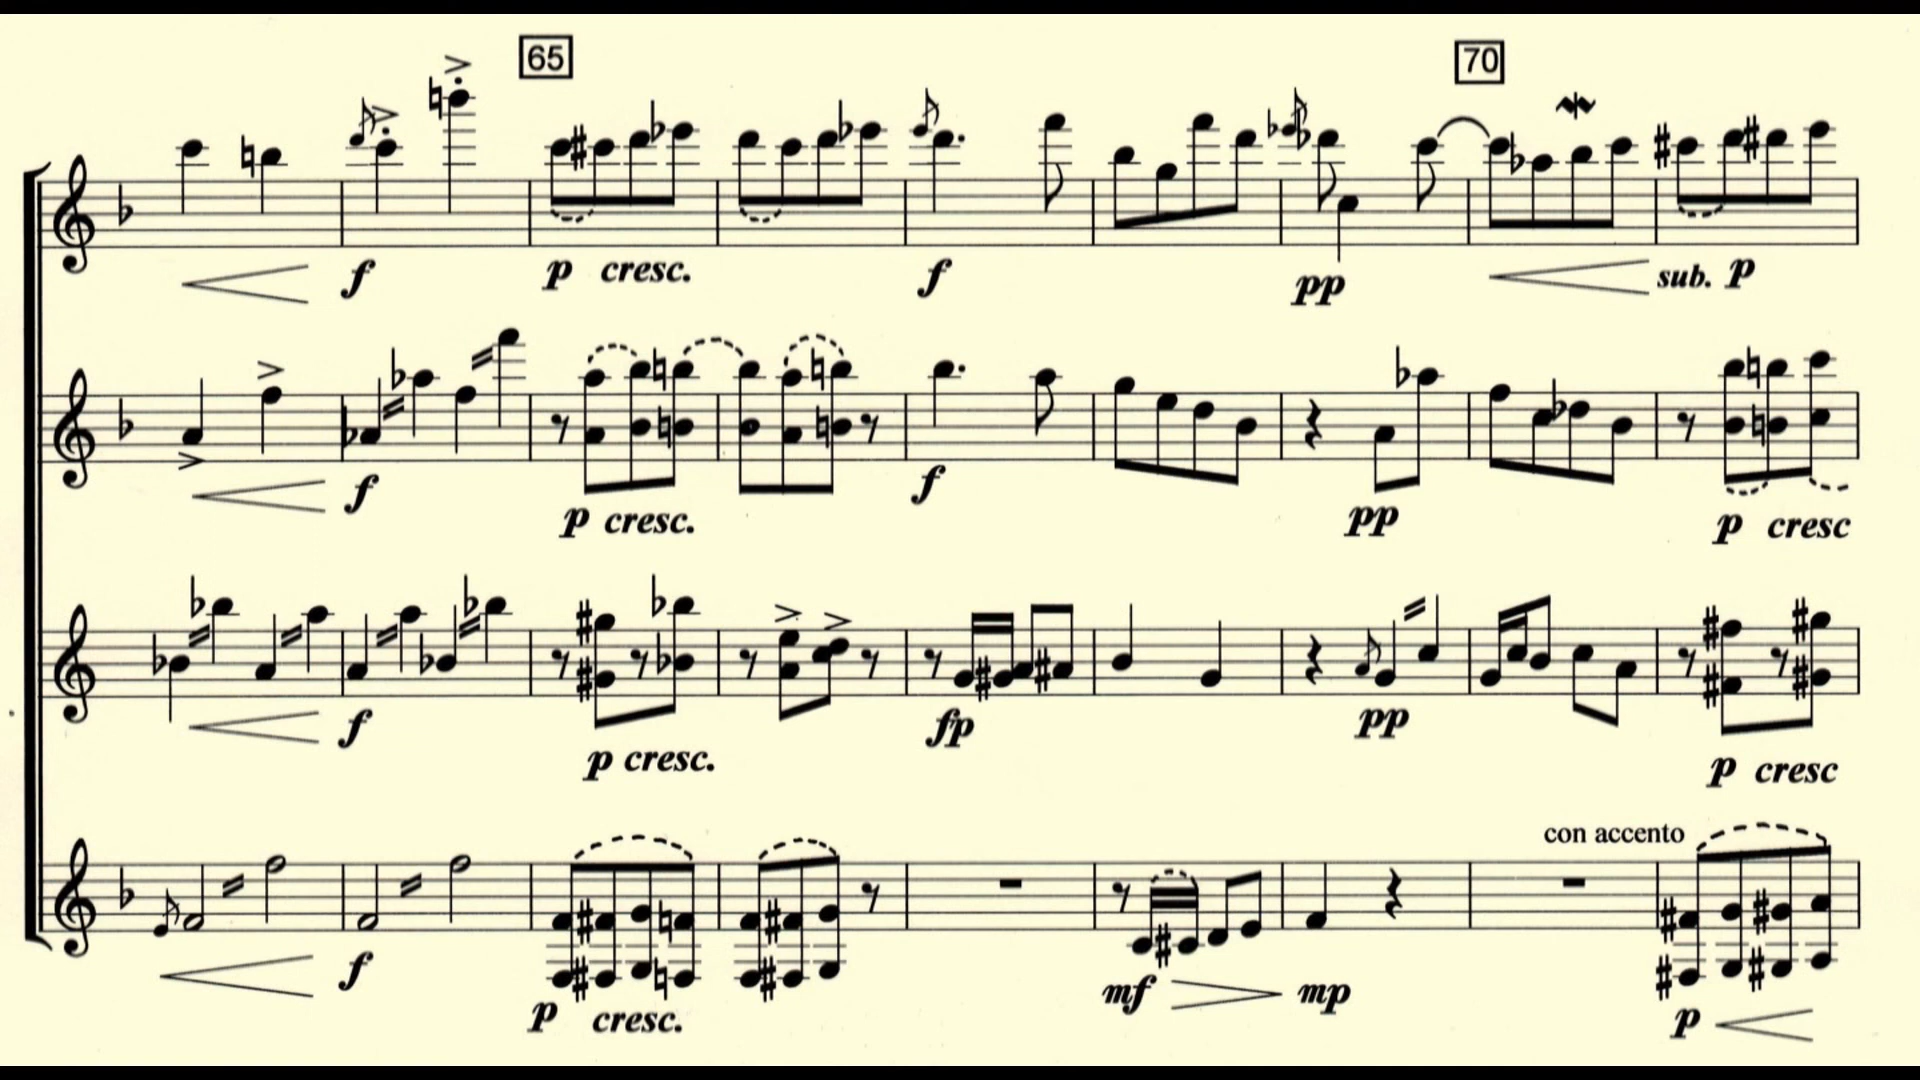 65
70
f
p cresc.
f
pp
sub. p
f
p cresc.
f
pp
p cresc
f
p cresc.
fp
pp
p cresc
con accento
f
p cresc.
mf
mp
p